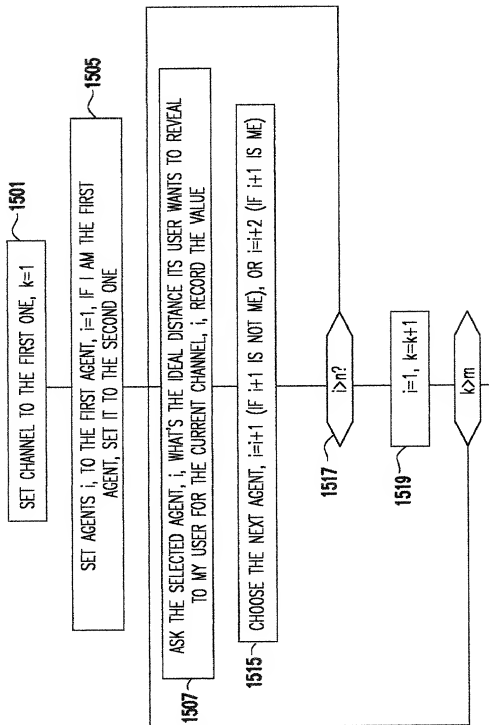 SET CHANNEL TO THE FIRST ONE, k=1
1501
SET AGENTS i, TO THE FIRST AGENT, i=1, IF I AM THE FIRST
AGENT, SET IT TO THE SECOND ONE
1505
ASK THE SELECTED AGENT, i, WHAT'S THE IDEAL DISTANCE ITS USER WANTS TO REVEAL
TO MY USER FOR THE CURRENT CHANNEL, i, RECORD THE VALUE
1507
CHOOSE THE NEXT AGENT, i=i+1 (IF i+1 IS NOT ME), OR i=i+2 (IF i+1 IS ME)
1515
i>n?
1517
i=1, k=k+1
1519
k>m